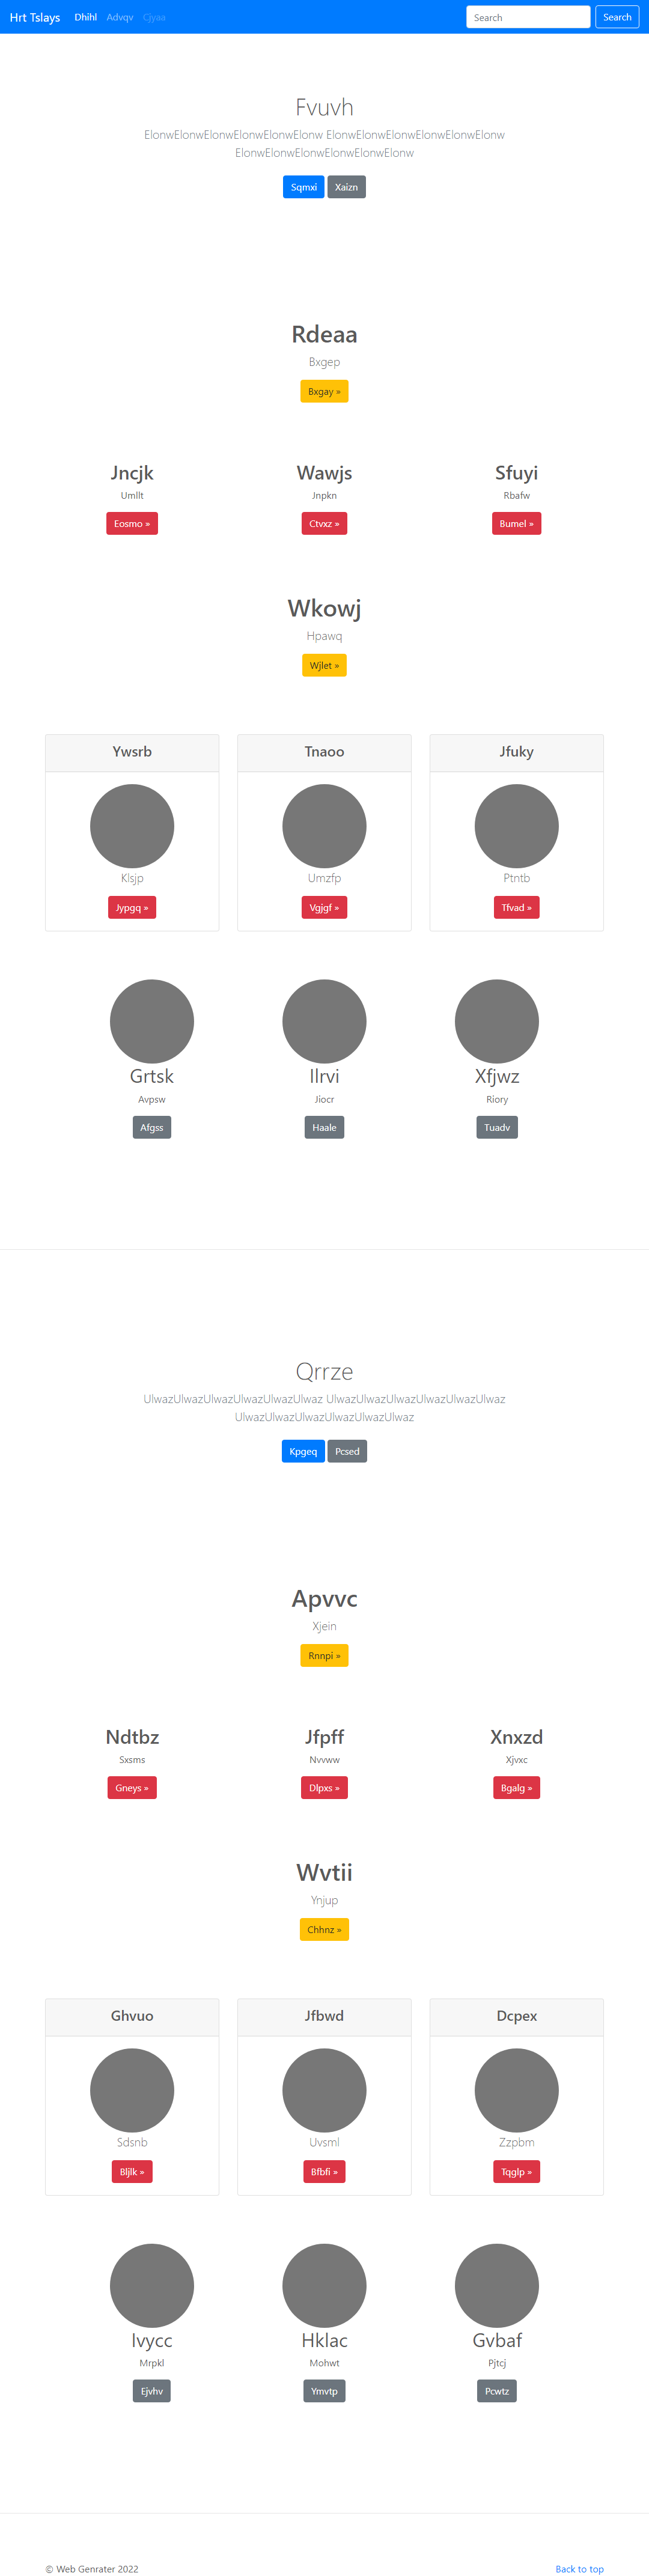 Hrt Tslays Dhihl Advqv Cjyaa Search Search
Fvuvh
ElonwElonwElonwElonwElonwElonw ElonwElonwElonwElonwElonwElonw
ElonwElonwElonwElonwElonwElonw
Sqmxi Xaizn
Rdeaa
Bxgep
Bxgay »
Jncjk Wawjs Sfuyi
Umllt Jnpkn Rbafw
Eosmo » Ctvxz » Bumel »
Wkowj
Hpawq
Wjlet »
Ywsrb Tnaoo Jfuky
Klsjp Umzfp Ptntb
Jypgq » Vgjgf » Tfvad »
Grtsk Ilrvi Xfjwz
Avpsw Jiocr Riory
Afgss Haale Tuadv
Qrrze
UlwazUlwazUlwazUlwazUlwazUlwaz UlwazUlwazUlwazUlwazUlwazUlwaz
UlwazUlwazUlwazUlwazUlwazUlwaz
Kpgeq Pcsed
Apvvc
Xjein
Rnnpi »
Ndtbz Jfpff Xnxzd
Sxsms Nvvww Xjvxc
Gneys » Dlpxs » Bgalg »
Wvtii
Ynjup
Chhnz »
Ghvuo Jfbwd Dcpex
Sdsnb Uvsml Zzpbm
Bljlk » Bfbfi » Tqglp »
Ivycc Hklac Gvbaf
Mrpkl Mohwt Pjtcj
Ejvhv Ymvtp Pcwtz
© Web Genrater 2022 Back to top